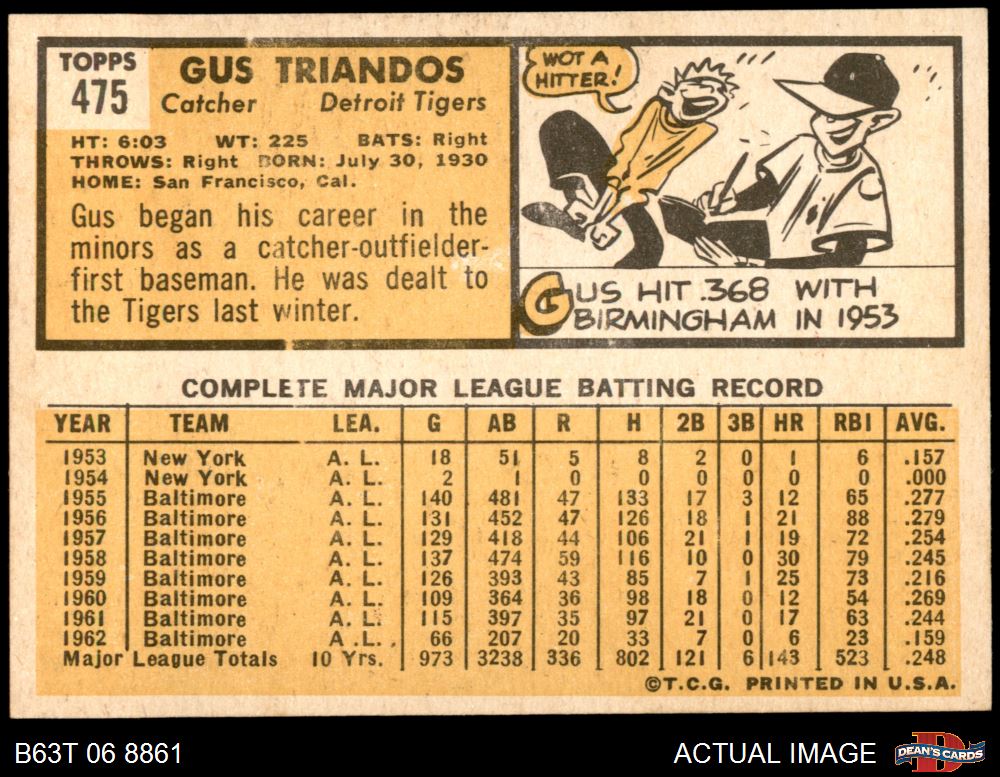 TOPPS
475
GUS TRIANDOS
Catcher Detroit Tigers
HT: 6:03 WT: 225 BATS: Right
THROWS: Right BORN: July 30, 1930
HOME: San Francisco, Cal.
Gus began his career in the
minors as a catcher-outfielder-
first baseman. He was dealt to
the Tigers last winter.
WOT A
HITTER!
GUS HIT .368 WITH
BIRMINGHAM IN 1953
COMPLETE MAJOR LEAGUE BATTING RECORD
YEAR TEAM LEA. G AB R H 2B 3B HR RBI AVG.
1953 New York A. L. 18 51 5 8 2 0 1 6 .157
1954 New York A. L. 2 1 0 0 0 0 0 0 .000
1955 Baltimore A. L. 140 481 47 133 17 3 12 65 .277
1956 Baltimore A. L. 131 452 47 126 18 1 21 88 .279
1957 Baltimore A. L. 129 418 44 106 21 1 19 72 .254
1958 Baltimore A. L. 137 474 59 116 10 0 30 79 .245
1959 Baltimore A. L. 126 393 43 85 7 1 25 73 .216
1960 Baltimore A. L. 109 364 36 98 18 0 12 54 .269
1961 Baltimore A. L. 115 397 35 97 21 0 17 63 .244
1962 Baltimore A .L. 66 207 20 33 7 0 6 23 .159
Major League Totals 10 Yrs. 973 3238 336 802 121 6 143 523 .248
©T.C.G. PRINTED IN U.S.A.
B63T 06 8861 ACTUAL IMAGE
DEAN'S CARDS